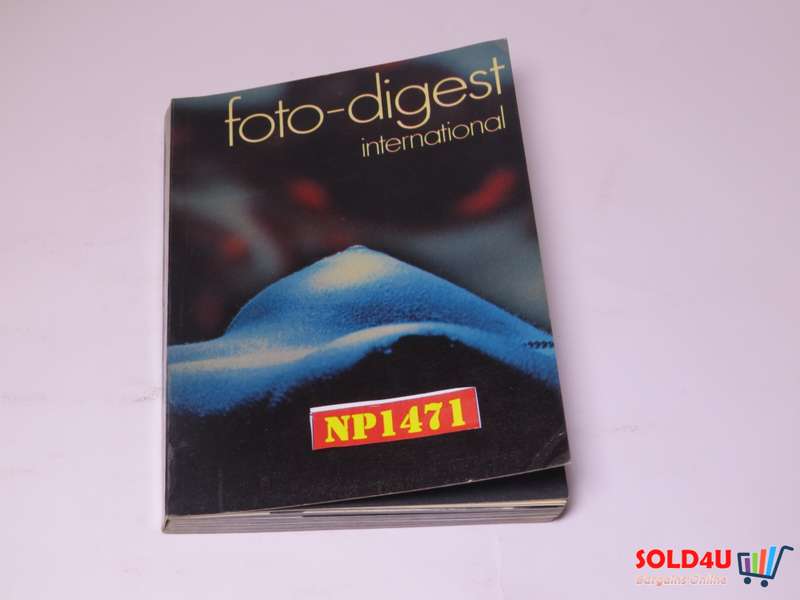 foto-digest
international
NP1471
SOLD4U
Bargains Online